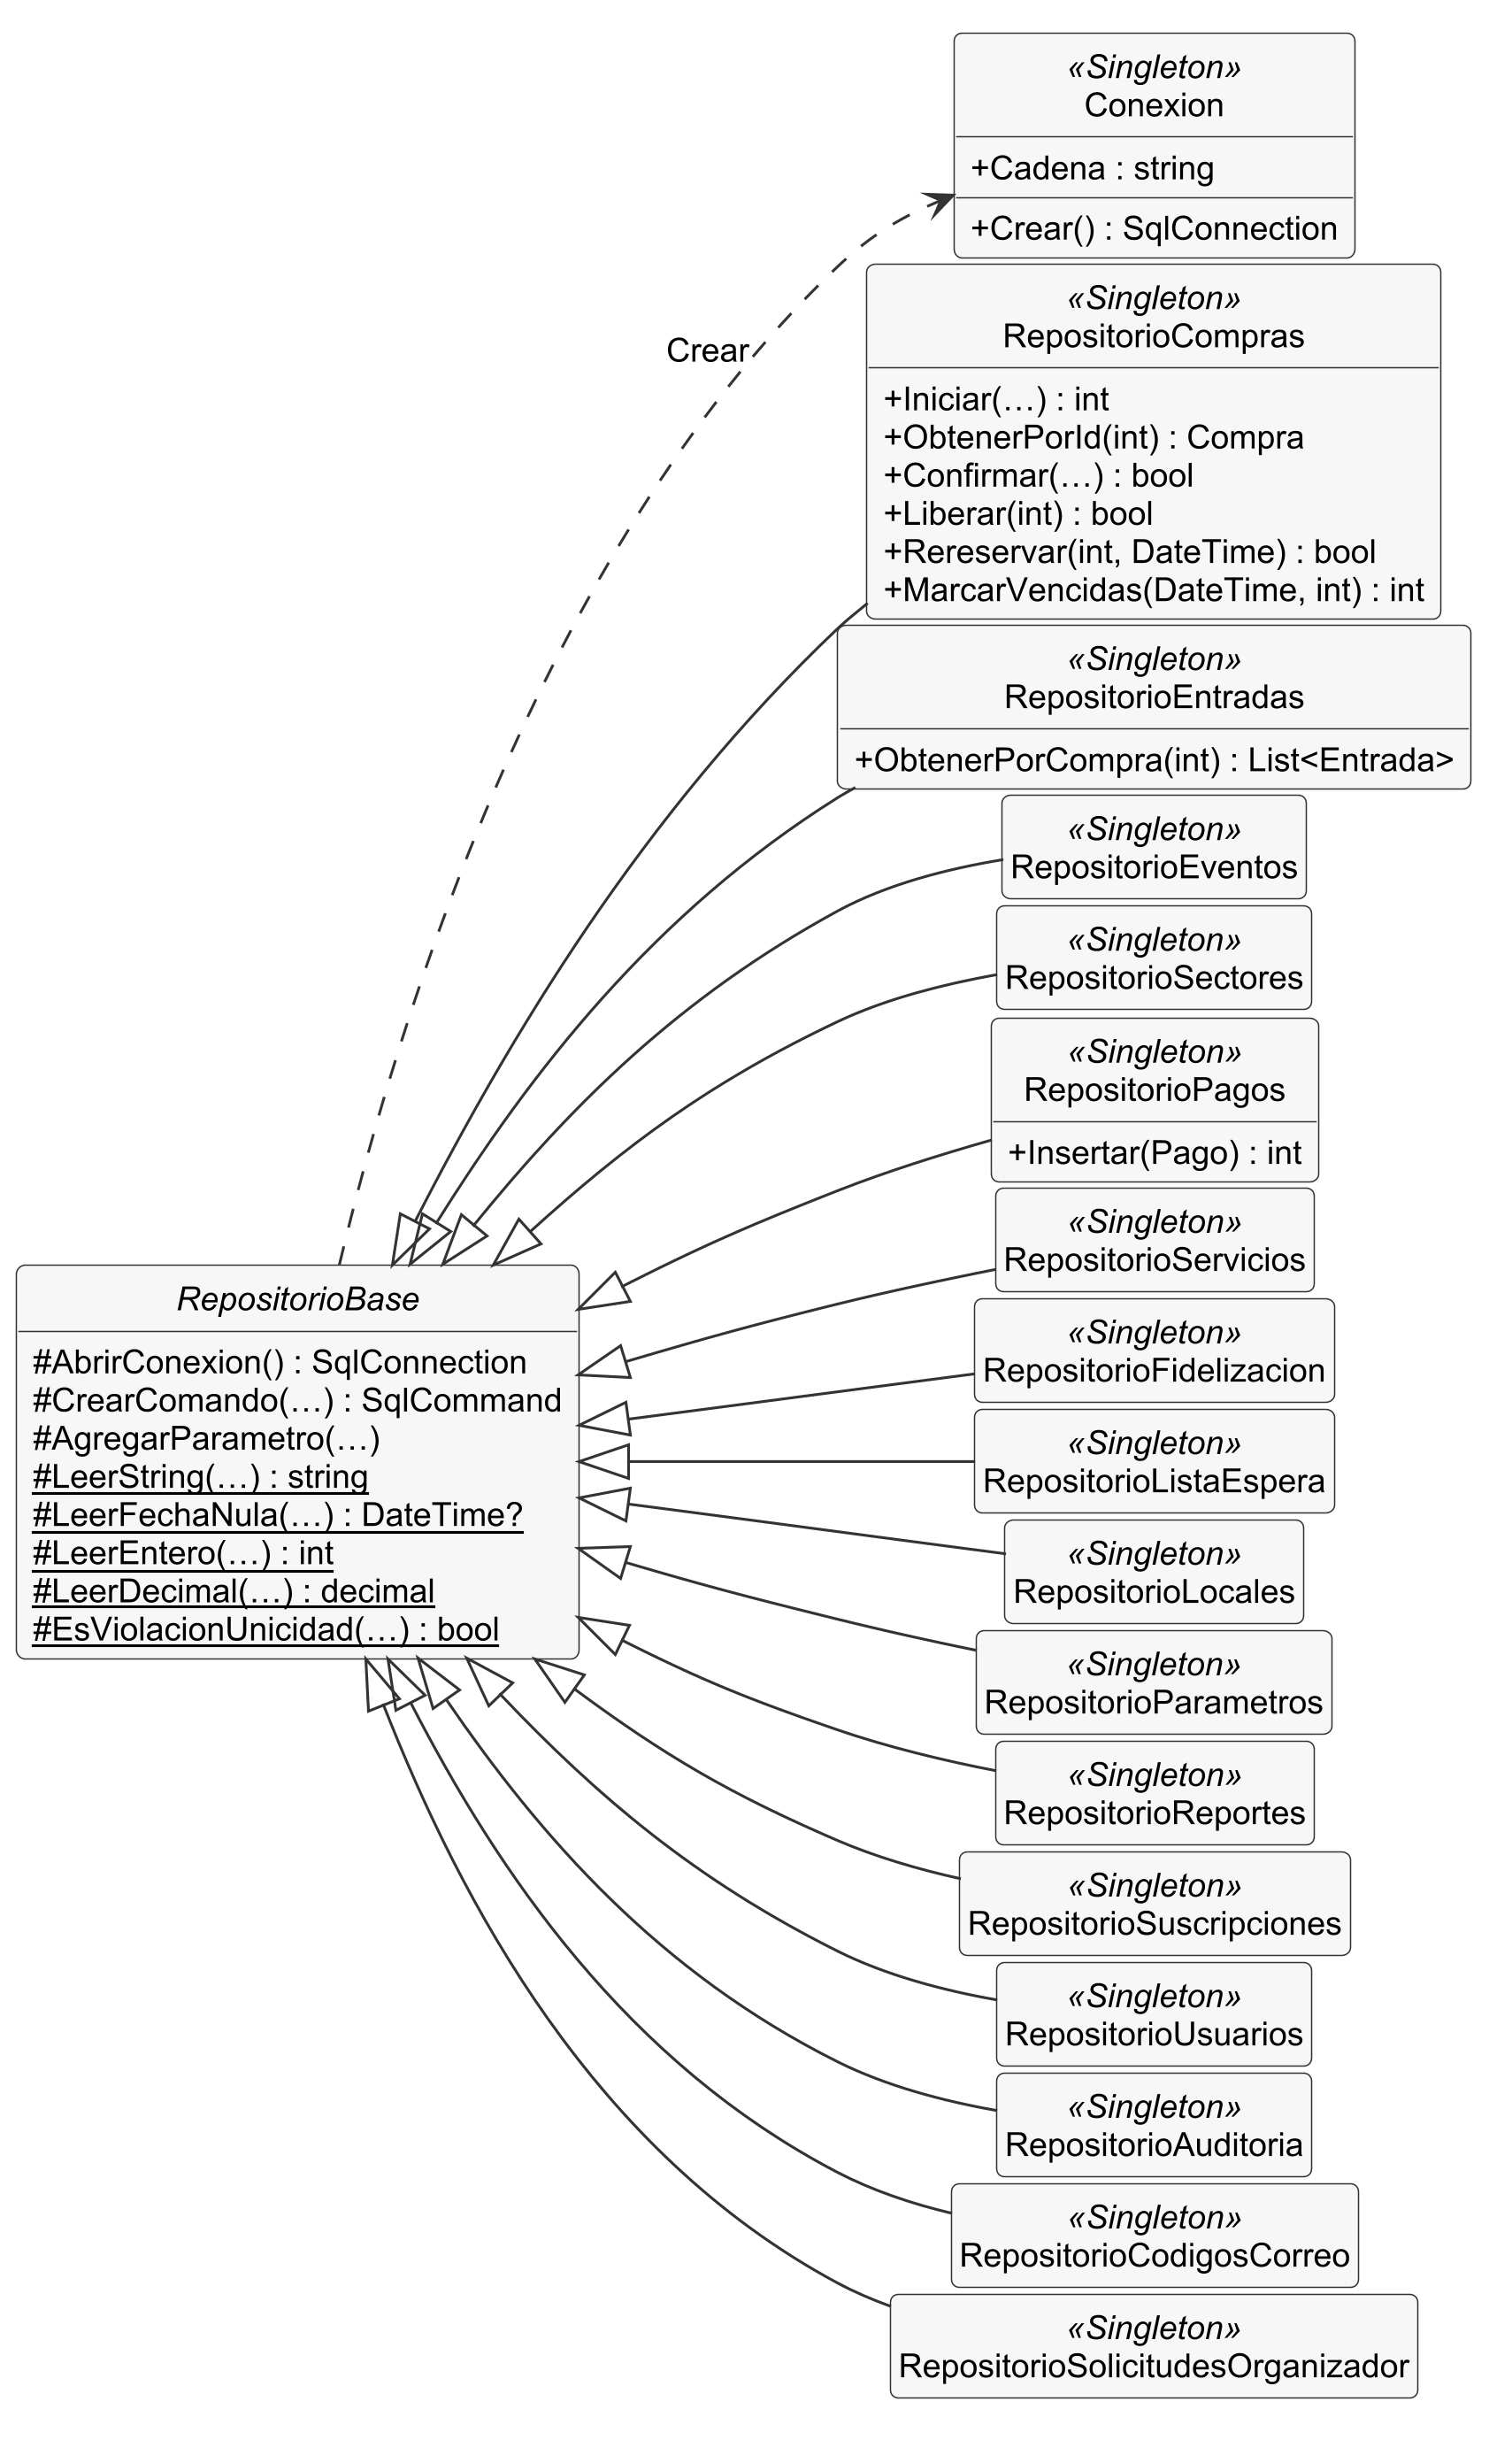 «Singleton»
Conexion
+Cadena : string
+Crear() : SqlConnection
Crear
«Singleton»
RepositorioCompras
+Iniciar(…) : int
+ObtenerPorId(int) : Compra
+Confirmar(…) : bool
+Liberar(int) : bool
+Rereservar(int, DateTime) : bool
+MarcarVencidas(DateTime, int) : int
«Singleton»
RepositorioEntradas
+ObtenerPorCompra(int) : List<Entrada>
«Singleton»
RepositorioEventos
«Singleton»
RepositorioSectores
«Singleton»
RepositorioPagos
+Insertar(Pago) : int
«Singleton»
RepositorioServicios
RepositorioBase
#AbrirConexion() : SqlConnection
#CrearComando(…) : SqlCommand
#AgregarParametro(…)
#LeerString(…) : string
#LeerFechaNula(…) : DateTime?
#LeerEntero(…) : int
#LeerDecimal(…) : decimal
#EsViolacionUnicidad(…) : bool
«Singleton»
RepositorioFidelizacion
«Singleton»
RepositorioListaEspera
«Singleton»
RepositorioLocales
«Singleton»
RepositorioParametros
«Singleton»
RepositorioReportes
«Singleton»
RepositorioSuscripciones
«Singleton»
RepositorioUsuarios
«Singleton»
RepositorioAuditoria
«Singleton»
RepositorioCodigosCorreo
«Singleton»
RepositorioSolicitudesOrganizador